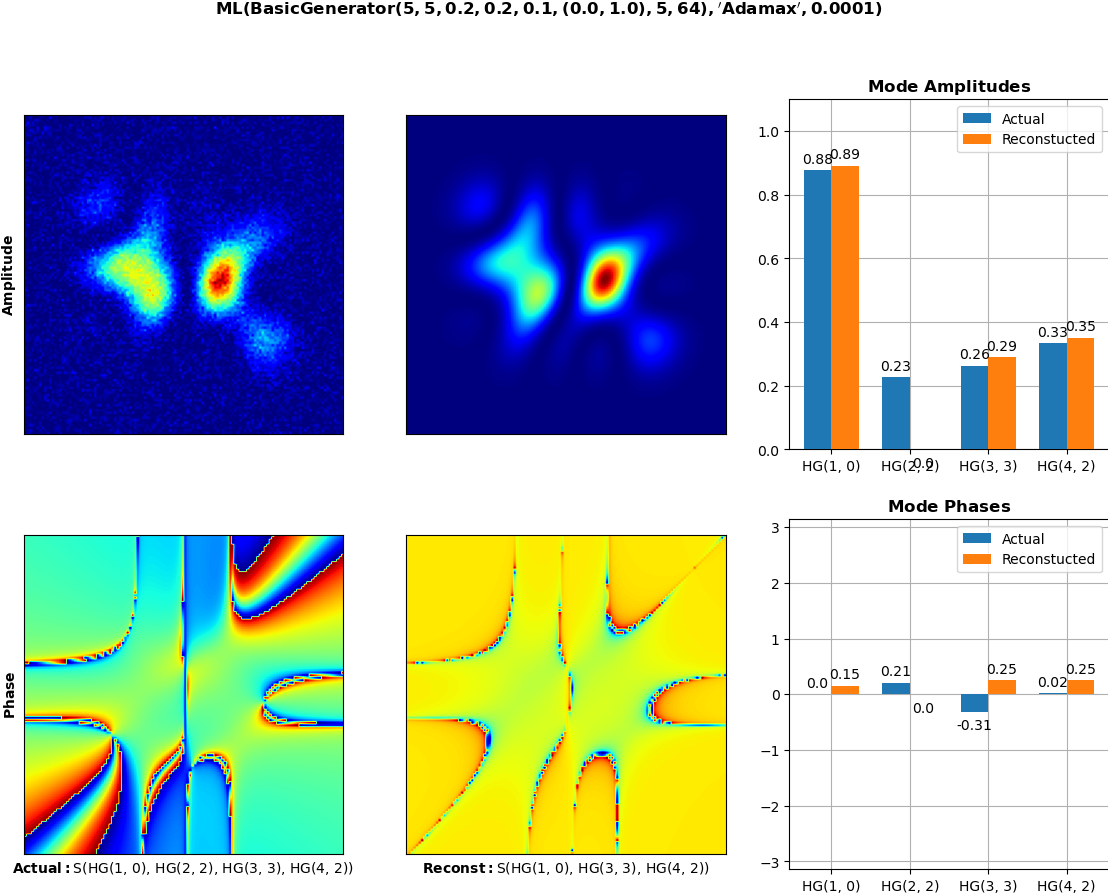 ML(BasicGenerator(5, 5, 0.2, 0.2, 0.1, (0.0, 1.0), 5, 64), ′Adamax′, 0.0001)
Mode Amplitudes
Actual
Reconstucted
1.0
0.8
0.6
0.4
0.2
0.0
0.88
0.89
0.23
0.0
0.26
0.29
0.33
0.35
HG(1, 0)
HG(2, 2)
HG(3, 3)
HG(4, 2)
Amplitude
Mode Phases
Actual
Reconstucted
3
2
1
0
−1
−2
−3
0.0
0.15
0.21
0.0
-0.31
0.25
0.02
0.25
HG(1, 0)
HG(2, 2)
HG(3, 3)
HG(4, 2)
Phase
Actual: S(HG(1, 0), HG(2, 2), HG(3, 3), HG(4, 2))
Reconst: S(HG(1, 0), HG(3, 3), HG(4, 2))